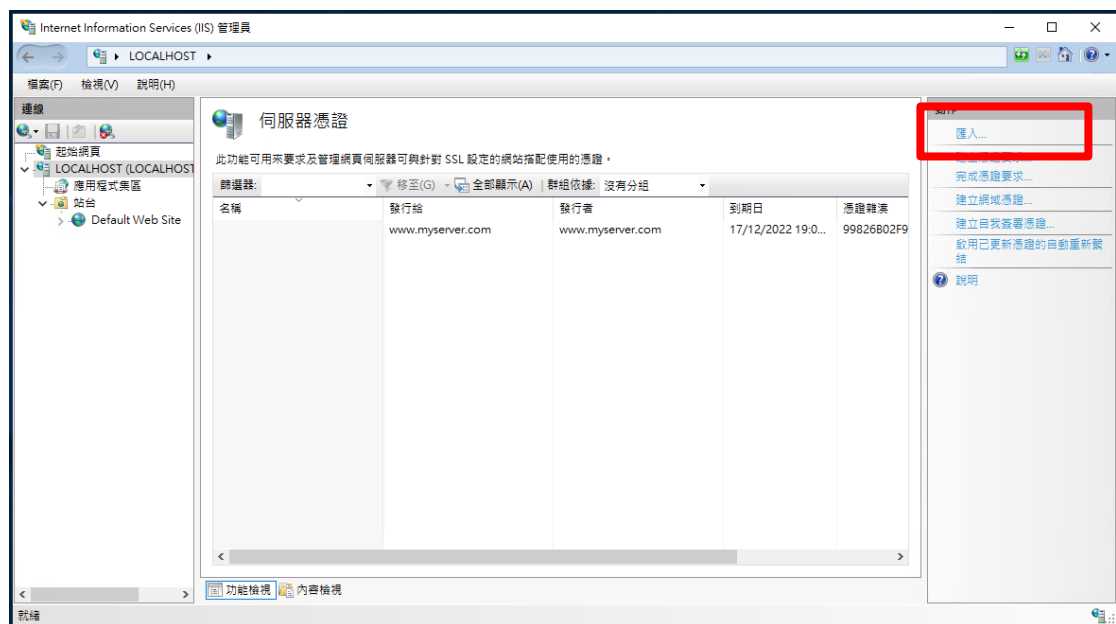 Internet Information Services (IIS) 管理員
LOCALHOST
檔案(F) 檢視(V) 說明(H)
連線
起始網頁
LOCALHOST (LOCALHOST
應用程式集區
站台
Default Web Site
伺服器憑證
此功能可用來要求及管理網頁伺服器可與針對 SSL 設定的網站搭配使用的憑證。
篩選器: 移至(G) 全部顯示(A) 群組依據: 沒有分組
名稱 發行給 發行者 到期日 憑證雜湊
www.myserver.com www.myserver.com 17/12/2022 19:0... 99826B02F9
功能檢視 內容檢視
匯入...
完成憑證要求...
建立網域憑證...
建立自我簽署憑證...
啟用已更新憑證的自動重新繫
結
說明
就緒